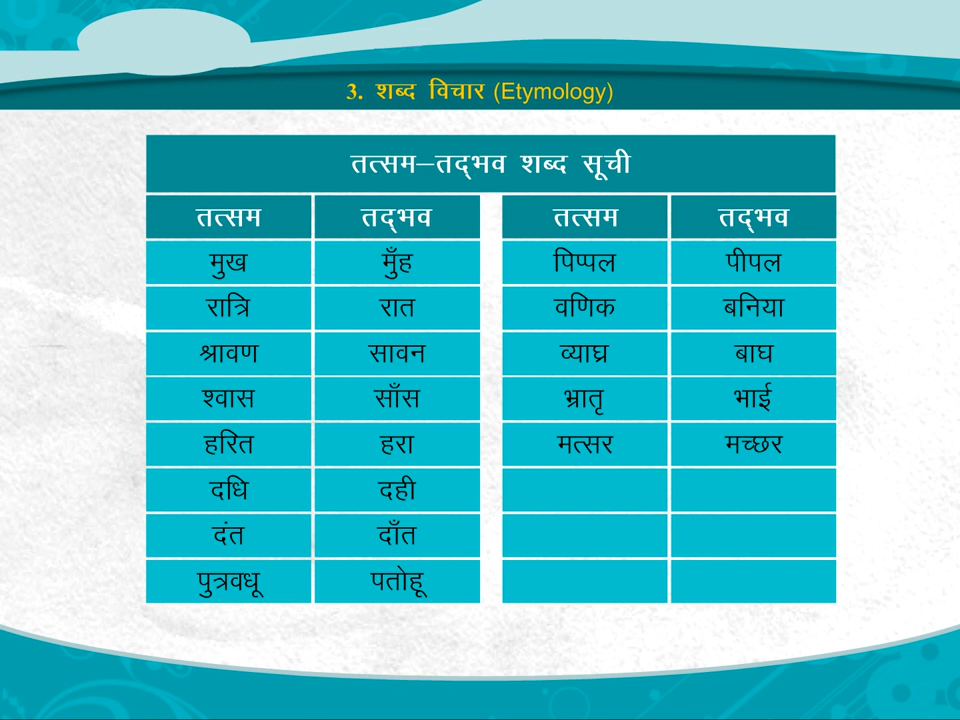 3. शब्द विचार (Etymology)
तत्सम–तद्‌भव शब्द सूची
तत्सम तद्‌भव तत्सम तद्‌भव
मुख मुँह पिप्पल पीपल
रात्रि रात वणिक बनिया
श्रावण सावन व्याघ्र बाघ
श्वास साँस भ्रातृ भाई
हरित हरा मत्सर मच्छर
दधि दही
दंत दाँत
पुत्रवधू पतोहू